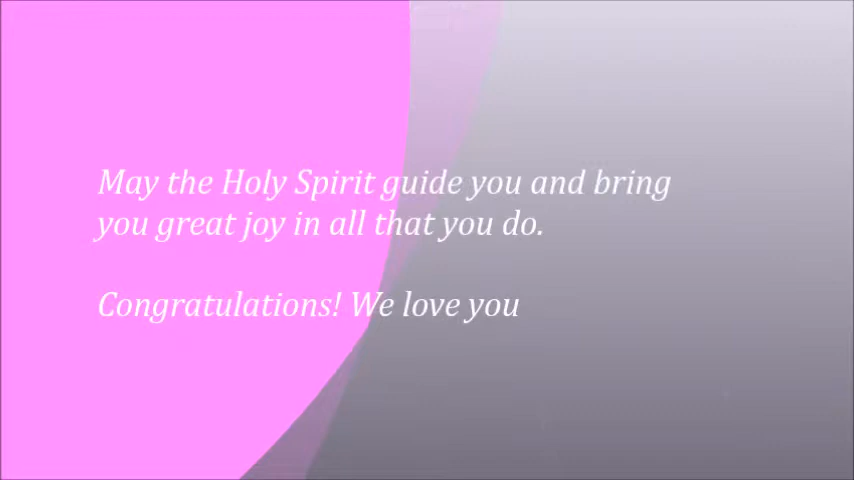 May the Holy Spirit guide you and bring
you great joy in all that you do.
Congratulations! We love you